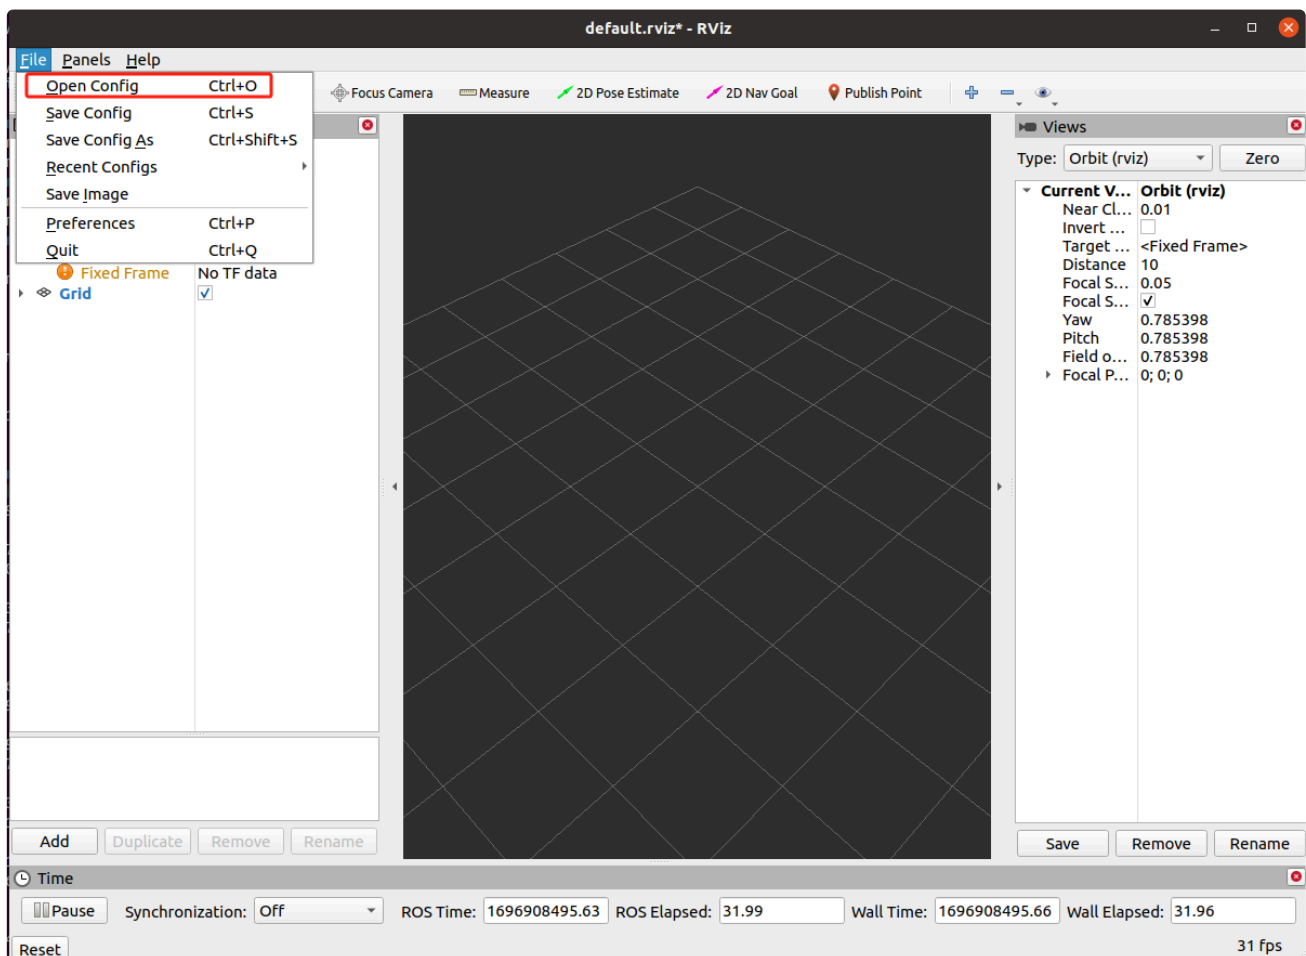 default.rviz* - RViz
File Panels Help
Open Config Ctrl+O
Save Config Ctrl+S
Save Config As Ctrl+Shift+S
Recent Configs
Save Image
Preferences Ctrl+P
Quit Ctrl+Q
Focus Camera Measure 2D Pose Estimate 2D Nav Goal Publish Point
Fixed Frame No TF data
Grid
Add Duplicate Remove Rename
Views
Type: Orbit (rviz) Zero
Current V... Orbit (rviz)
Near Cl... 0.01
Invert ...
Target ... <Fixed Frame>
Distance 10
Focal S... 0.05
Focal S...
Yaw 0.785398
Pitch 0.785398
Field o... 0.785398
Focal P... 0; 0; 0
Save Remove Rename
Time
Pause Synchronization: Off ROS Time: 1696908495.63 ROS Elapsed: 31.99 Wall Time: 1696908495.66 Wall Elapsed: 31.96
Reset 31 fps